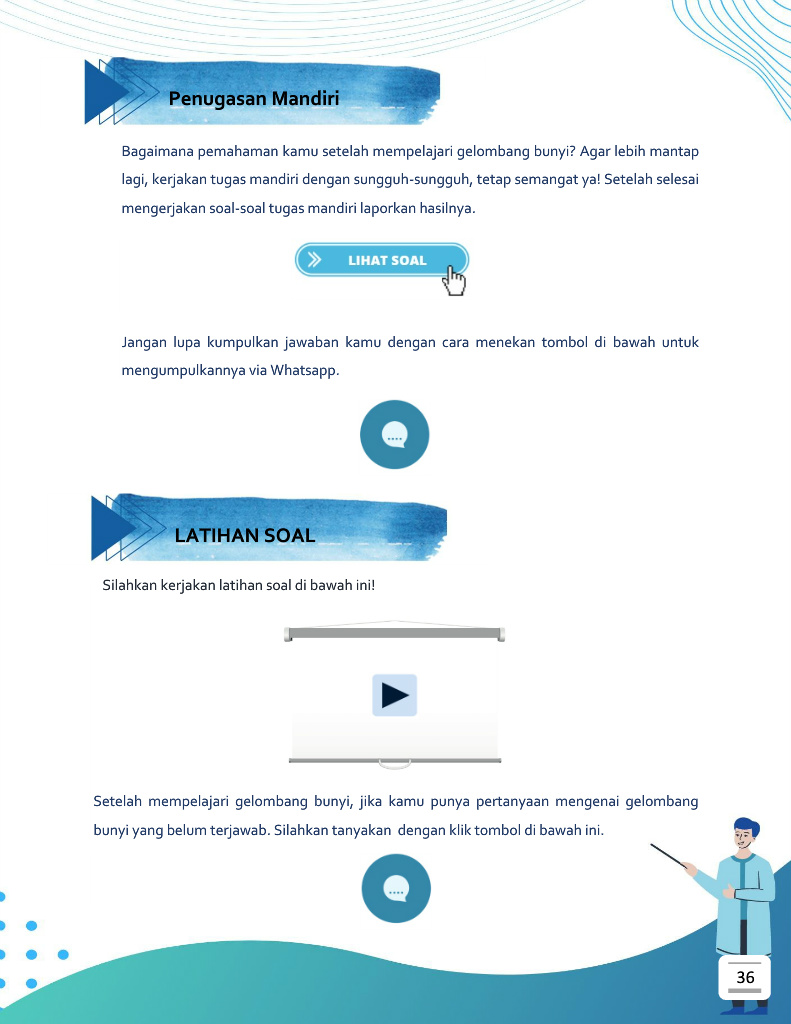 Penugasan Mandiri
Bagaimana pemahaman kamu setelah mempelajari gelombang bunyi? Agar lebih mantap
lagi, kerjakan tugas mandiri dengan sungguh-sungguh, tetap semangat ya! Setelah selesai
mengerjakan soal-soal tugas mandiri laporkan hasilnya.
LIHAT SOAL
Jangan lupa kumpulkan jawaban kamu dengan cara menekan tombol di bawah untuk
mengumpulkannya via Whatsapp.
LATIHAN SOAL
Silahkan kerjakan latihan soal di bawah ini!
Setelah mempelajari gelombang bunyi, jika kamu punya pertanyaan mengenai gelombang
bunyi yang belum terjawab. Silahkan tanyakan dengan klik tombol di bawah ini.
36